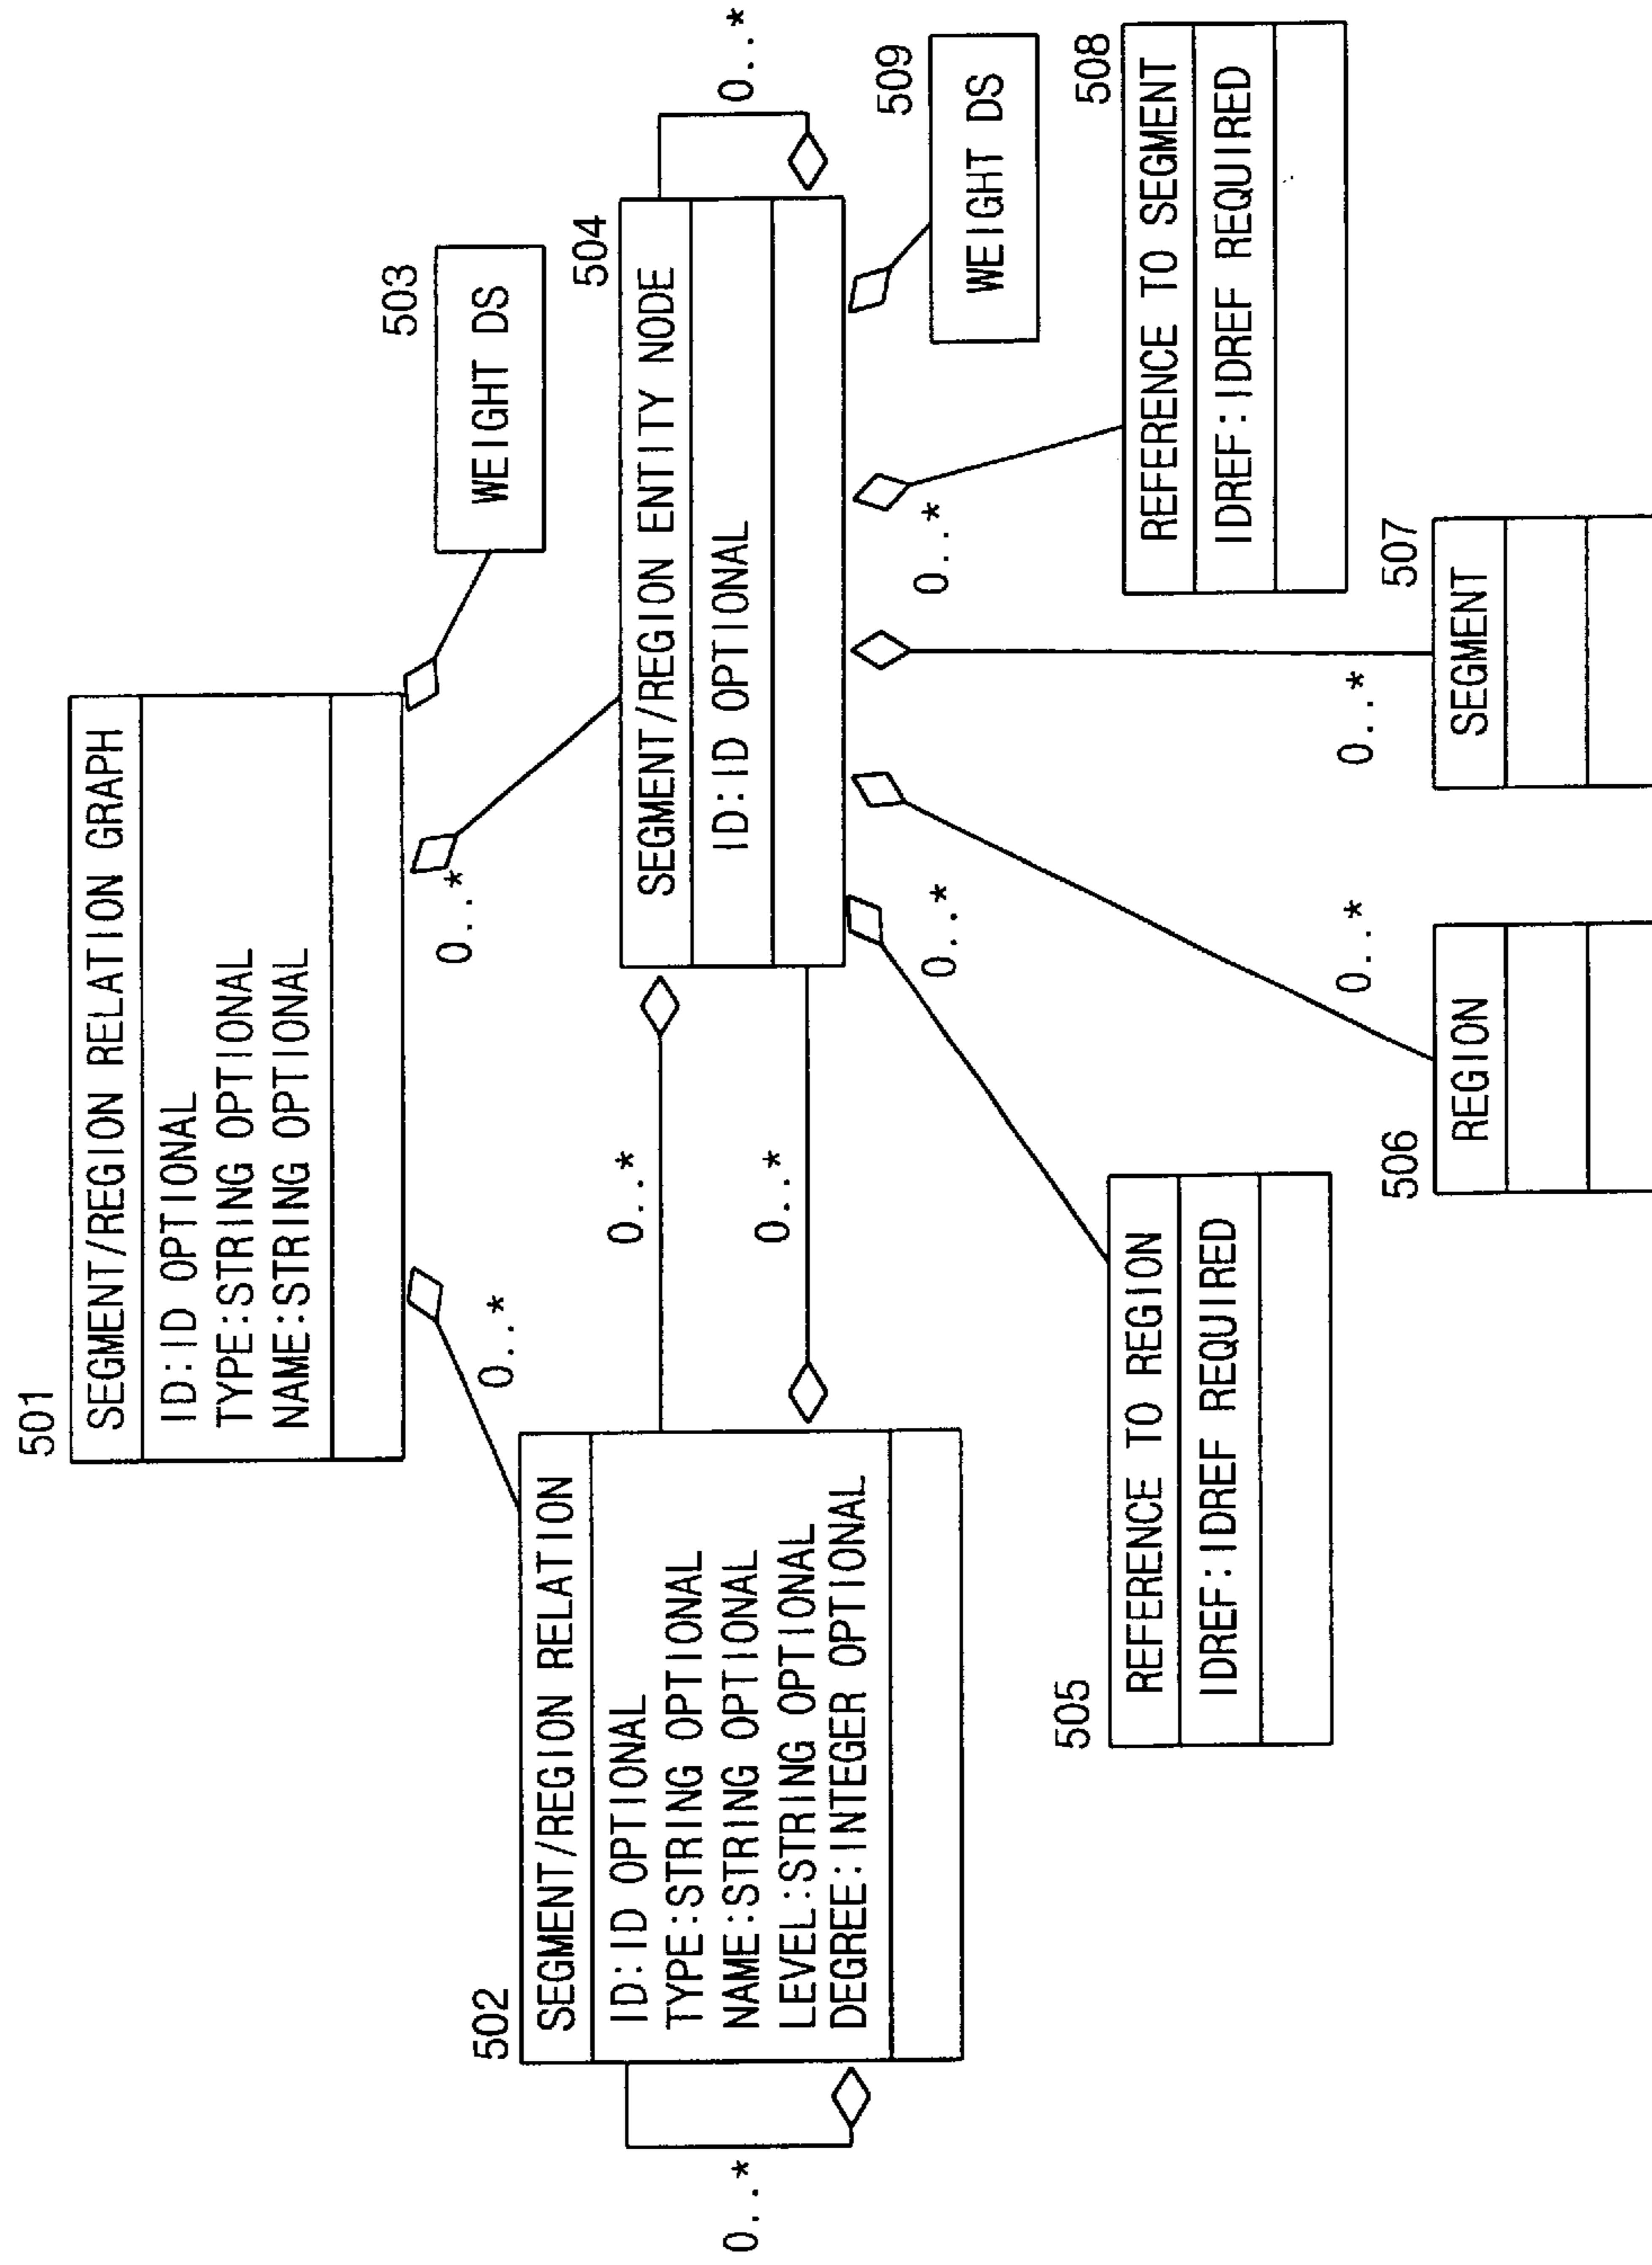 501
SEGMENT/REGION RELATION GRAPH
ID:ID OPTIONAL
TYPE:STRING OPTIONAL
NAME:STRING OPTIONAL
0..*
0..*
503
WEIGHT DS
502
SEGMENT/REGION RELATION
ID:ID OPTIONAL
TYPE:STRING OPTIONAL
NAME:STRING OPTIONAL
LEVEL:STRING OPTIONAL
DEGREE:INTEGER OPTIONAL
0..*
0..*
0..*
504
SEGMENT/REGION ENTITY NODE
ID:ID OPTIONAL
0..*
505
REFERENCE TO REGION
IDREF:IDREF REQUIRED
0..*
506
REGION
0..*
507
SEGMENT
0..*
508
REFERENCE TO SEGMENT
IDREF:IDREF REQUIRED
0..*
509
WEIGHT DS